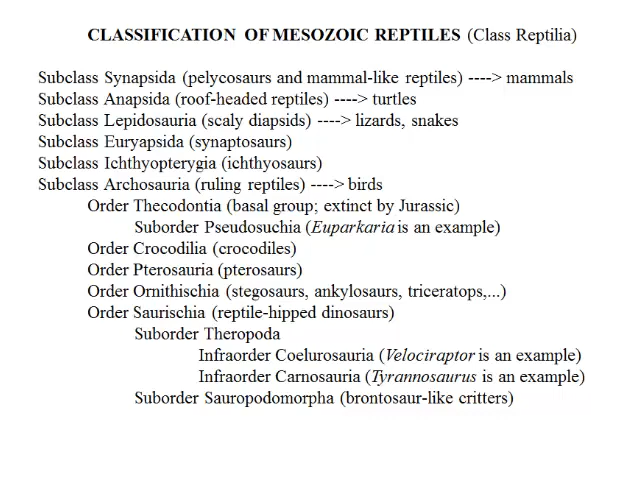 CLASSIFICATION OF MESOZOIC REPTILES (Class Reptilia)
Subclass Synapsida (pelycosaurs and mammal-like reptiles) ----> mammals
Subclass Anapsida (roof-headed reptiles) ----> turtles
Subclass Lepidosauria (scaly diapsids) ----> lizards, snakes
Subclass Euryapsida (synaptosaurs)
Subclass Ichthyopterygia (ichthyosaurs)
Subclass Archosauria (ruling reptiles) ----> birds
Order Thecodontia (basal group; extinct by Jurassic)
Suborder Pseudosuchia (Euparkaria is an example)
Order Crocodilia (crocodiles)
Order Pterosauria (pterosaurs)
Order Ornithischia (stegosaurs, ankylosaurs, triceratops,...)
Order Saurischia (reptile-hipped dinosaurs)
Suborder Theropoda
Infraorder Coelurosauria (Velociraptor is an example)
Infraorder Carnosauria (Tyrannosaurus is an example)
Suborder Sauropodomorpha (brontosaur-like critters)